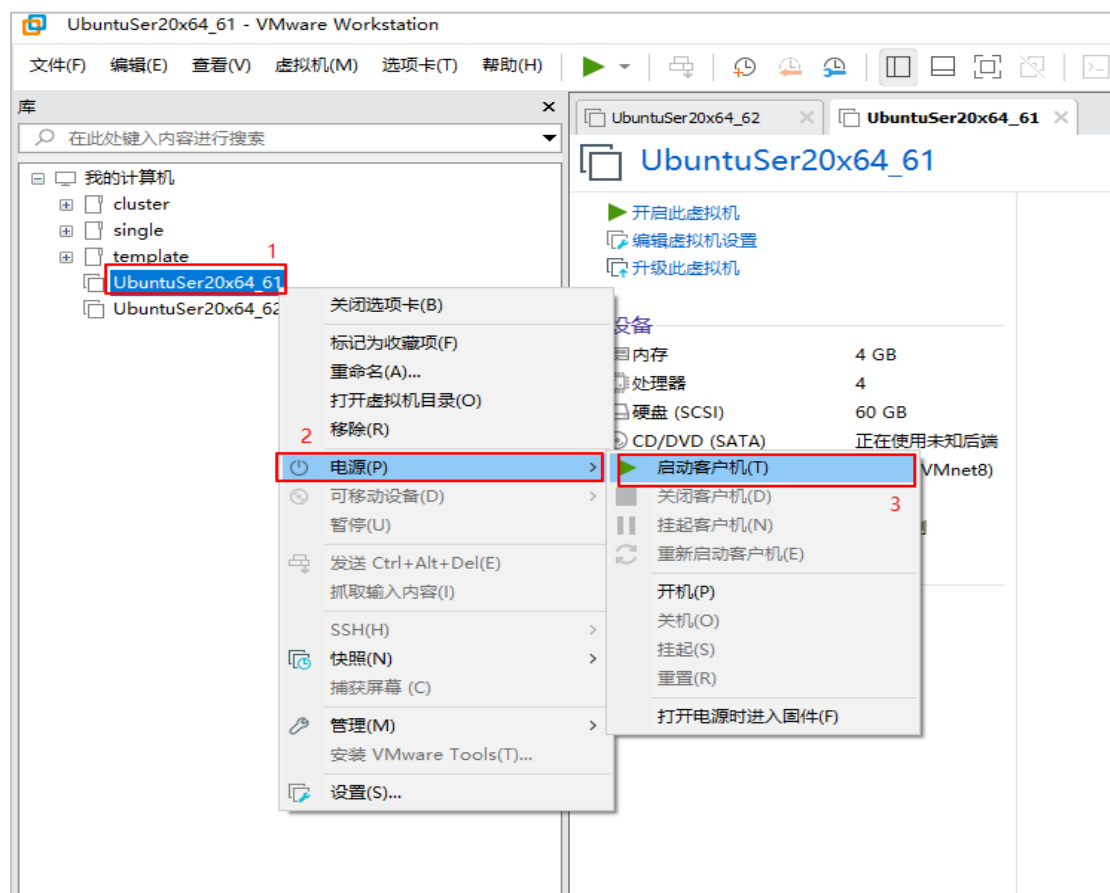 UbuntuSer20x64_61 - VMware Workstation
文件(F) 编辑(E) 查看(V) 虚拟机(M) 选项卡(T) 帮助(H)
库
在此处键入内容进行搜索
我的计算机
cluster
single
template
1
UbuntuSer20x64_61
UbuntuSer20x64_62
UbuntuSer20x64_62 UbuntuSer20x64_61
UbuntuSer20x64_61
开启此虚拟机
编辑虚拟机设置
升级此虚拟机
设备
内存 4 GB
处理器 4
硬盘 (SCSI) 60 GB
CD/DVD (SATA) 正在使用未知后端
VMnet8)
关闭选项卡(B)
标记为收藏项(F)
重命名(A)...
打开虚拟机目录(O)
移除(R)
2
电源(P)
可移动设备(D)
暂停(U)
发送 Ctrl+Alt+Del(E)
抓取输入内容(I)
SSH(H)
快照(N)
捕获屏幕 (C)
管理(M)
安装 VMware Tools(T)...
设置(S)...
启动客户机(T)
关闭客户机(D)
3
挂起客户机(N)
重新启动客户机(E)
开机(P)
关机(O)
挂起(S)
重置(R)
打开电源时进入固件(F)